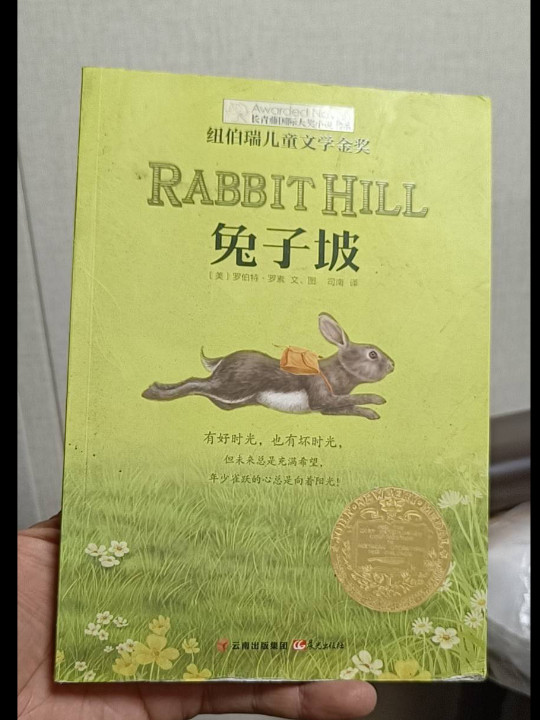 Awarded No
长青藤国际大奖小说书系
纽伯瑞儿童文学金奖
RABBIT HILL
兔子坡
（美）罗伯特·罗素 文、图 司南 译
有好时光，也有坏时光，
但未来总是充满希望，
年少雀跃的心总是向着阳光！
云南出版集团 晨光出版社